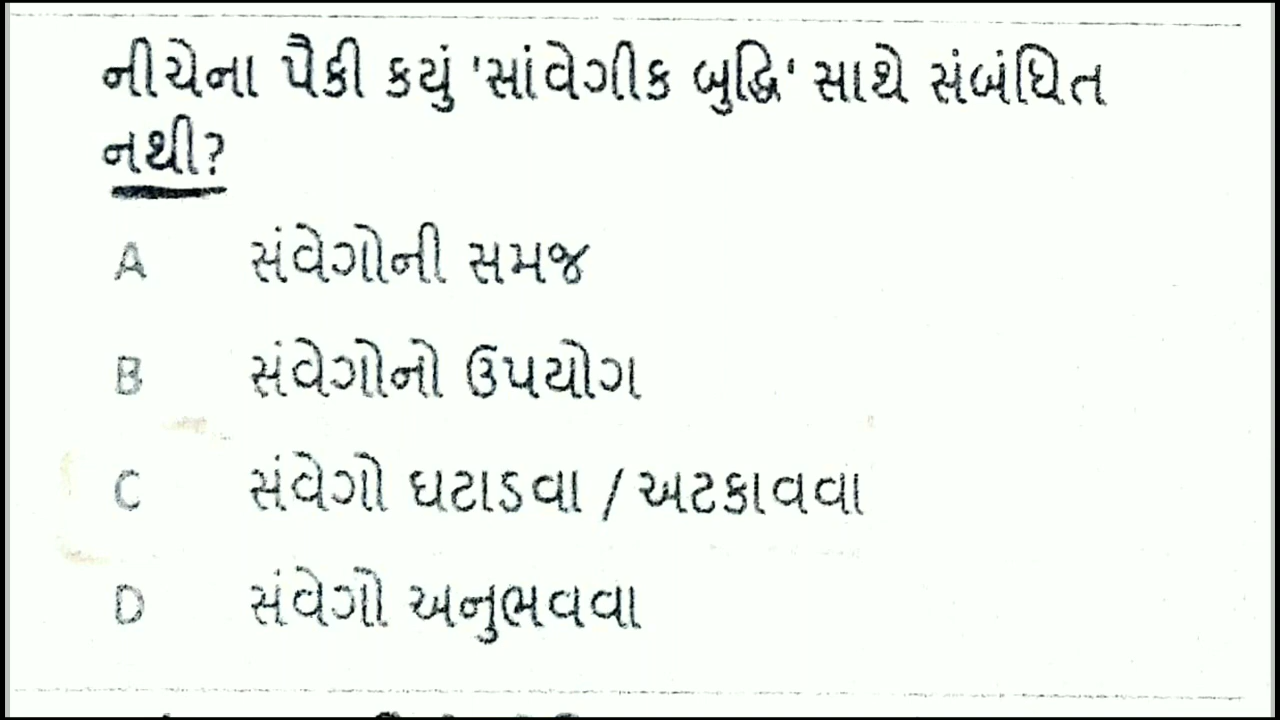 નીચેના પૈકી કયું 'સાંવેગીક બુદ્ધિ' સાથે સંબંધિત
નથી?
A સંવેગોની સમજ
B સંવેગોનો ઉપયોગ
C સંવેગો ઘટાડવા / અટકાવવા
D સંવેગો અનુભવવા